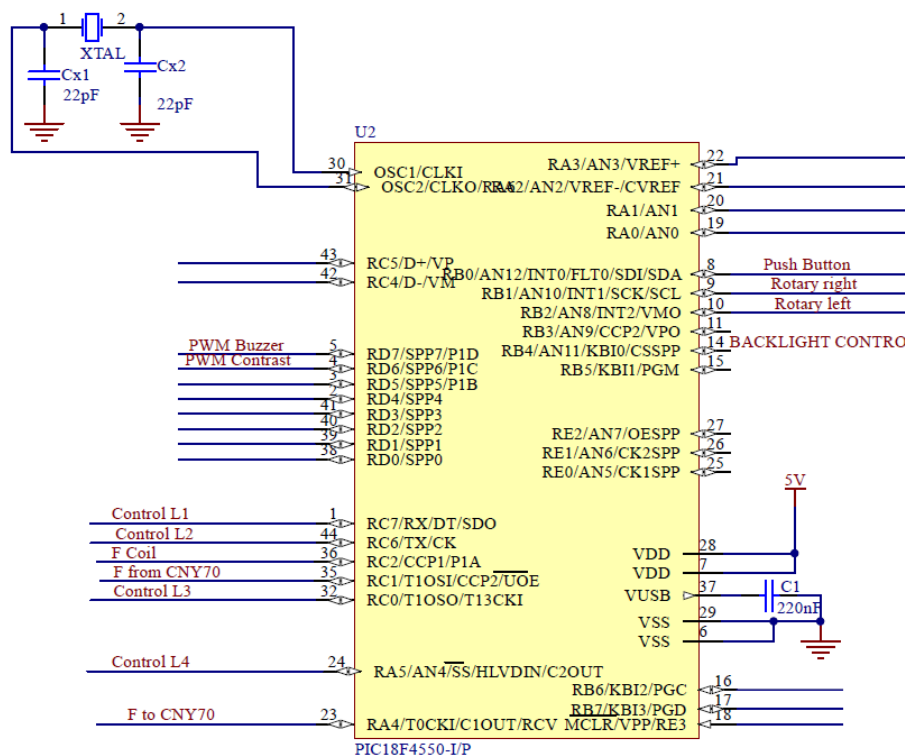 1 2
XTAL
Cx1
22pF
Cx2
22pF
U2
30 OSC1/CLKI
31 OSC2/CLKO/RA6
43 RC5/D+/VP
42 RC4/D-/VM
PWM Buzzer 5 RD7/SPP7/P1D
PWM Contrast 4 RD6/SPP6/P1C
3 RD5/SPP5/P1B
2 RD4/SPP4
41 RD3/SPP3
40 RD2/SPP2
39 RD1/SPP1
38 RD0/SPP0
Control L1 1 RC7/RX/DT/SDO
Control L2 44 RC6/TX/CK
F Coil 36 RC2/CCP1/P1A
F from CNY70 35 RC1/T1OSI/CCP2/UOE
Control L3 32 RC0/T1OSO/T13CKI
Control L4 24 RA5/AN4/SS/HLVDIN/C2OUT
F to CNY70 23 RA4/T0CKI/C1OUT/RCV
RA3/AN3/VREF+ 22
RA2/AN2/VREF-/CVREF 21
RA1/AN1 20
RA0/AN0 19
RB0/AN12/INT0/FLT0/SDI/SDA 8 Push Button
RB1/AN10/INT1/SCK/SCL 9 Rotary right
RB2/AN8/INT2/VMO 10 Rotary left
RB3/AN9/CCP2/VPO 11
RB4/AN11/KBI0/CSSPP 14 BACKLIGHT CONTRO
RB5/KBI1/PGM 15
RE2/AN7/OESPP 27
RE1/AN6/CK2SPP 26
RE0/AN5/CK1SPP 25
5V
VDD 28
VDD 7
VUSB 37 C1
220nF
VSS 29
VSS 6
RB6/KBI2/PGC 16
RB7/KBI3/PGD 17
MCLR/VPP/RE3 18
PIC18F4550-I/P